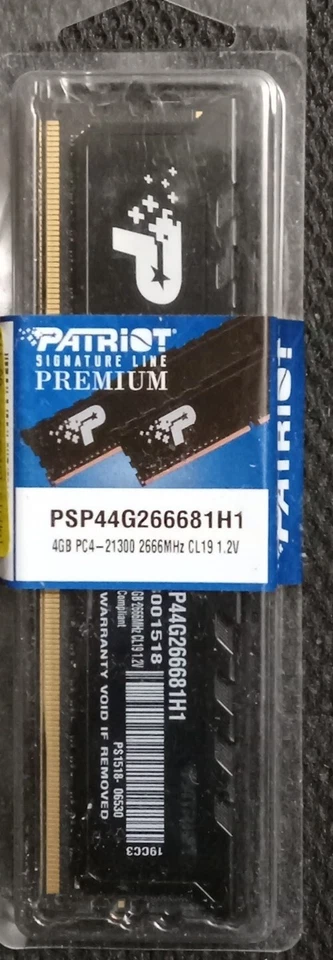 PATRIOT
SIGNATURE LINE
PREMIUM
PATRIOT
PSP44G266681H1
4GB PC4-21300 2666MHz CL19 1.2V
P44G266681H1
001518
GB 2666MHz CL19 1.2V
Compliant
WARRANTY VOID IF REMOVED
PS1518- 06530
19CC3